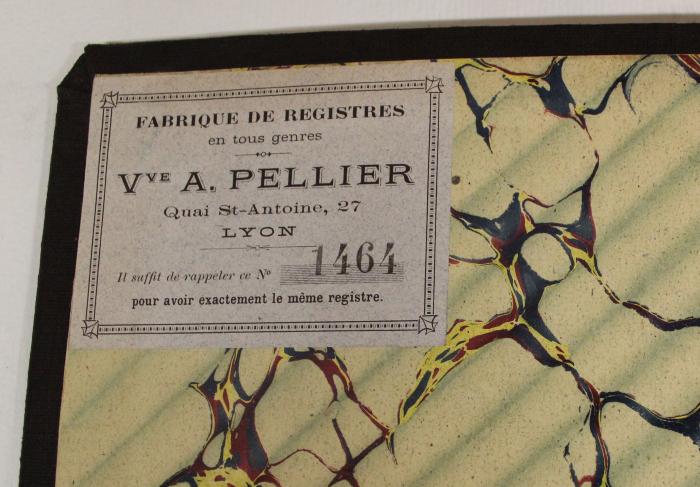 FABRIQUE DE REGISTRES
en tous genres
Vve A. PELLIER
Quai St-Antoine, 27
LYON
Il suffit de rappeler ce No 1464
pour avoir exactement le même registre.